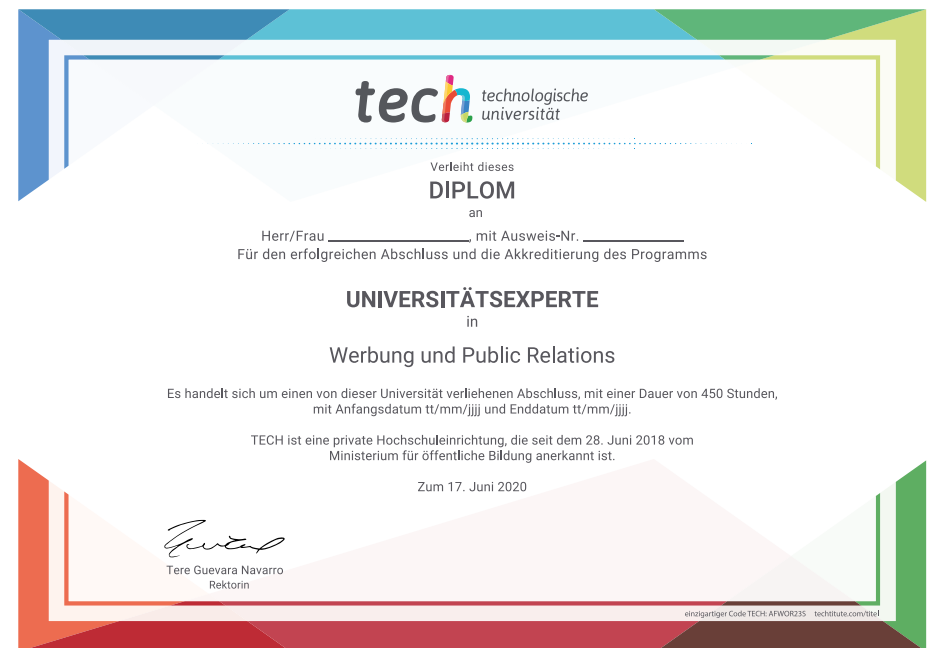 tech technologische
universität
Verleiht dieses
DIPLOM
an
Herr/Frau ____________________, mit Ausweis-Nr. ______________
Für den erfolgreichen Abschluss und die Akkreditierung des Programms
UNIVERSITÄTSEXPERTE
in
Werbung und Public Relations
Es handelt sich um einen von dieser Universität verliehenen Abschluss, mit einer Dauer von 450 Stunden,
mit Anfangsdatum tt/mm/jjjj und Enddatum tt/mm/jjjj.
TECH ist eine private Hochschuleinrichtung, die seit dem 28. Juni 2018 vom
Ministerium für öffentliche Bildung anerkannt ist.
Zum 17. Juni 2020
Tere Guevara Navarro
Rektorin
einzigartiger Code TECH: AFWOR23S techtitute.com/titel